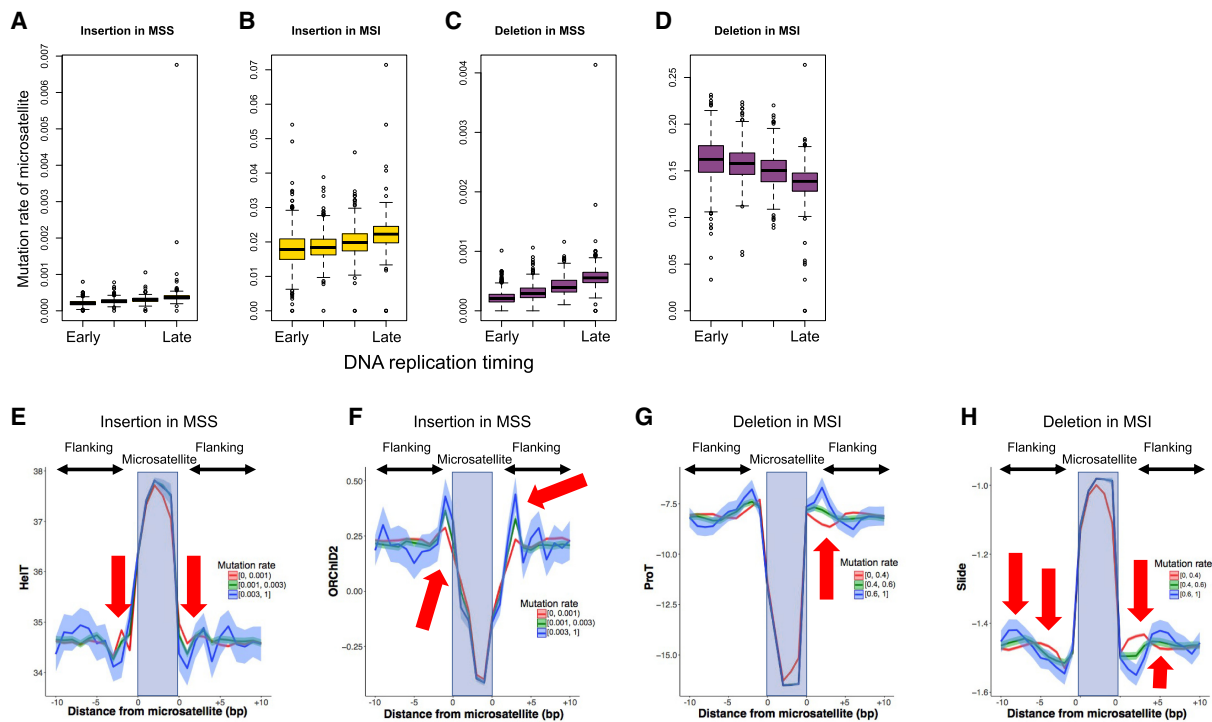 A
Insertion in MSS
B
Insertion in MSI
C
Deletion in MSS
D
Deletion in MSI
Mutation rate of microsatellite
0.007
0.006
0.005
0.004
0.003
0.002
0.001
0.000
0.07
0.06
0.05
0.04
0.03
0.02
0.01
0.00
0.004
0.003
0.002
0.001
0.000
0.25
0.20
0.15
0.10
0.05
0.00
Early Late
Early Late
Early Late
Early Late
DNA replication timing
E
Insertion in MSS
Flanking Flanking
Microsatellite
HelT
38
37
36
35
34
Mutation rate
[0, 0.001)
[0.001, 0.003)
[0.003, 1]
-10 -5 0 0 +5 +10
Distance from microsatellite (bp)
F
Insertion in MSS
Flanking Flanking
Microsatellite
ORChID2
0.50
0.25
0.00
-0.25
Mutation rate
[0, 0.001)
[0.001, 0.003)
[0.003, 1]
-10 -5 0 0 +5 +10
Distance from microsatellite (bp)
G
Deletion in MSI
Flanking Flanking
Microsatellite
ProT
-7.5
-10.0
-12.5
-15.0
Mutation rate
[0, 0.4)
[0.4, 0.6)
[0.6, 1]
-10 -5 0 0 +5 +10
Distance from microsatellite (bp)
H
Deletion in MSI
Flanking Flanking
Microsatellite
Slide
-1.0
-1.2
-1.4
-1.6
Mutation rate
[0, 0.4)
[0.4, 0.6)
[0.6, 1]
-10 -5 0 0 +5 +10
Distance from microsatellite (bp)